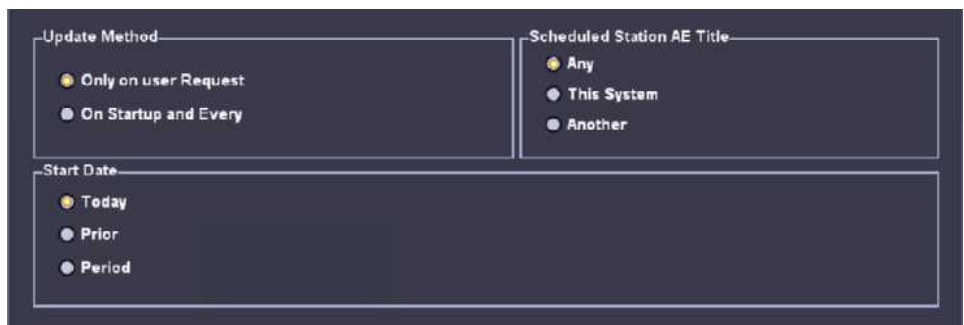 Update Method
Only on user Request
On Startup and Every
Scheduled Station AE Title
Any
This System
Another
Start Date
Today
Prior
Period